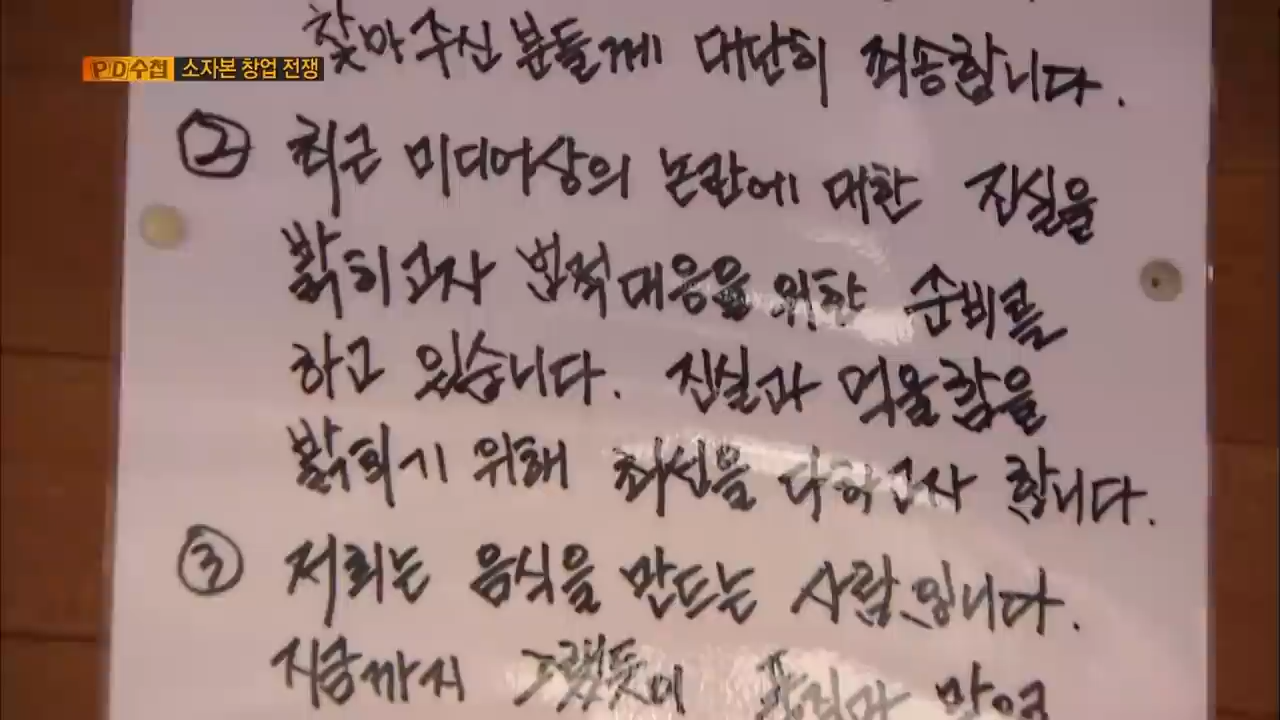 찾아주신 분들께 대단히 죄송합니다.
PD수첩 소자본 창업 전쟁
② 최근 미디어상의 논란에 대한 진실을
밝히고자 법적대응을 위한 준비를
하고 있습니다. 진실과 억울함을
밝히기 위해 최선을 다하고자 합니다.
③ 저희는 음식을 만드는 사람입니다.
지금까지 그랬듯이